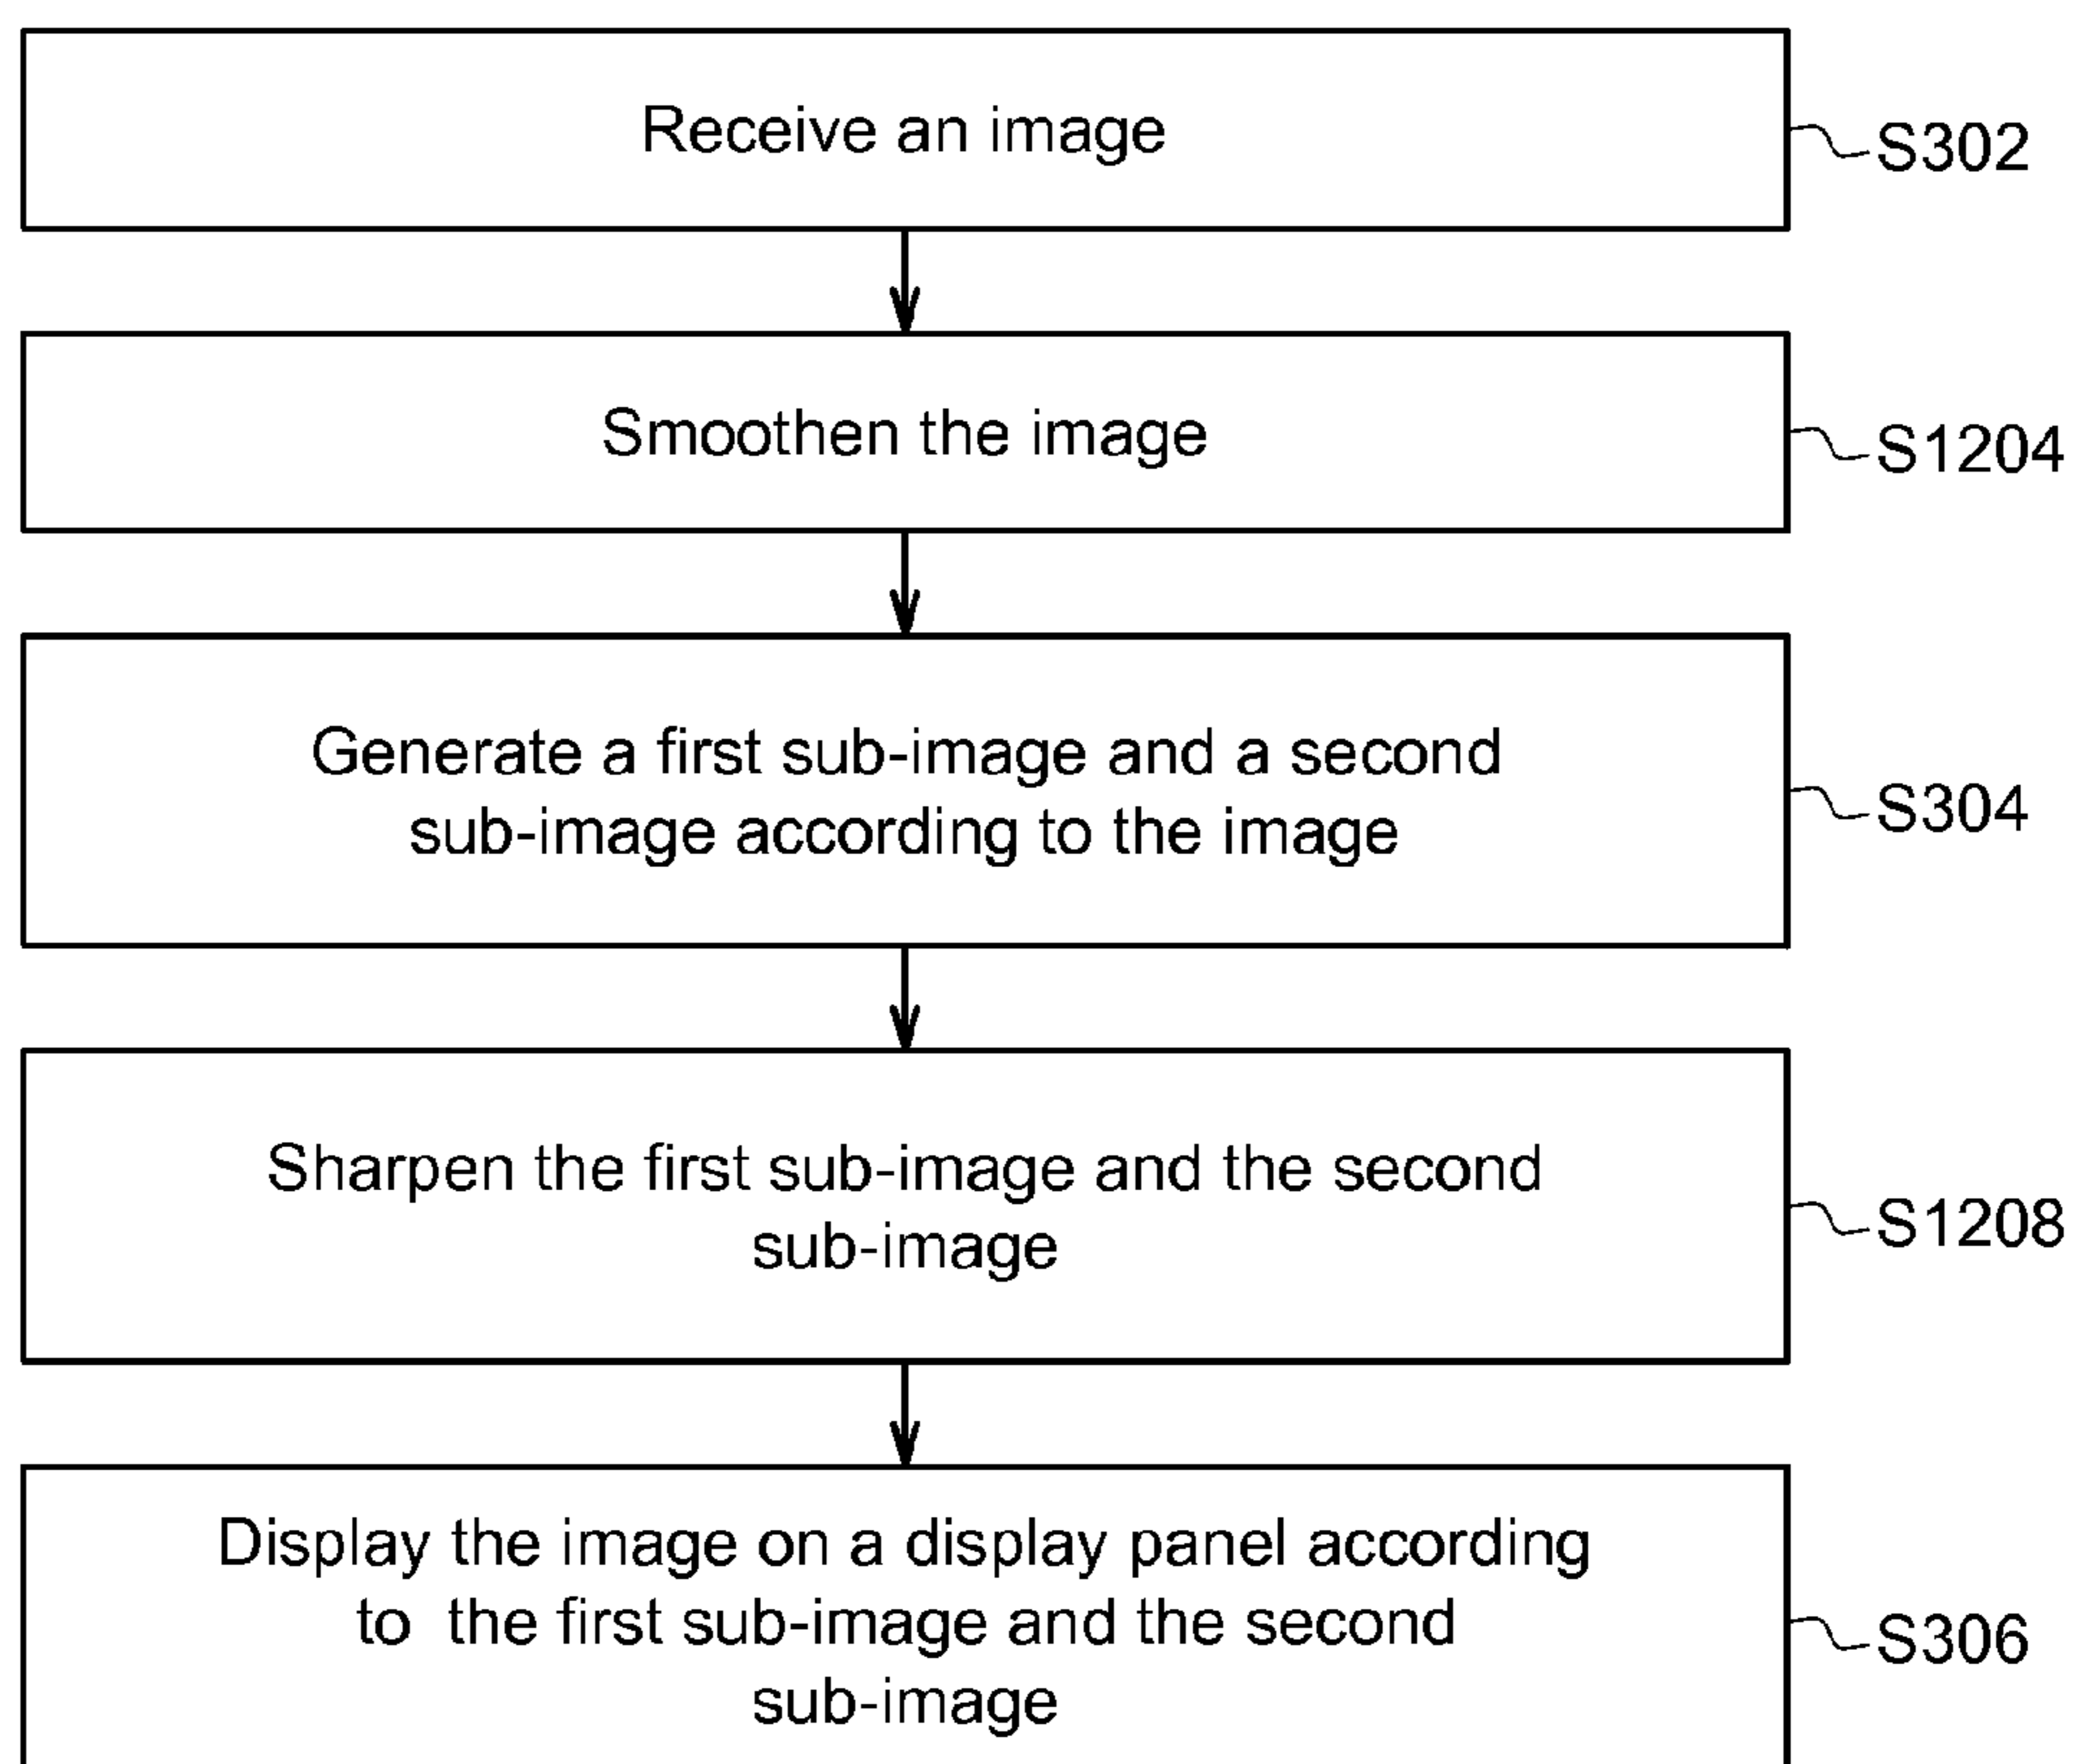 Receive an image
S302
Smoothen the image
S1204
Generate a first sub-image and a second
sub-image according to the image
S304
Sharpen the first sub-image and the second
sub-image
S1208
Display the image on a display panel according
to the first sub-image and the second
sub-image
S306